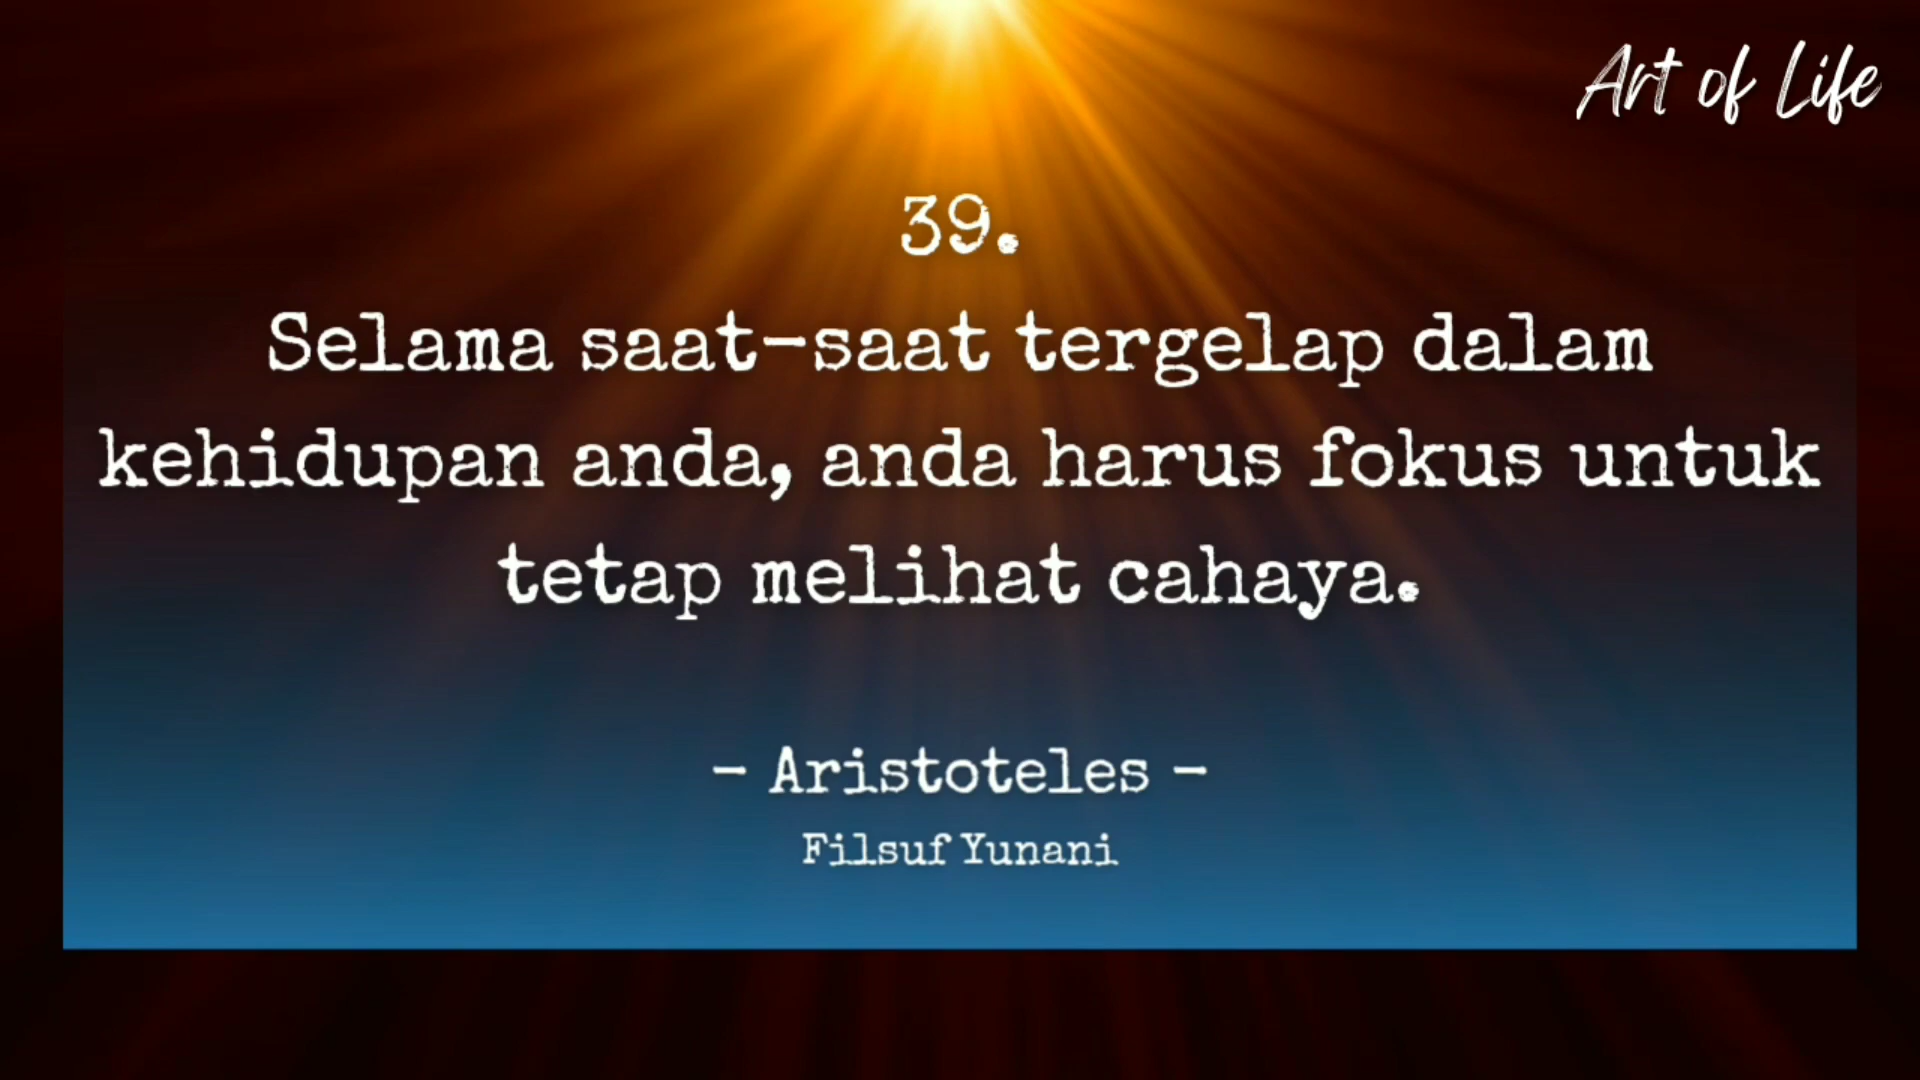 Art of Life
39.
Selama saat-saat tergelap dalam
kehidupan anda, anda harus fokus untuk
tetap melihat cahaya.
- Aristoteles -
Filsuf Yunani